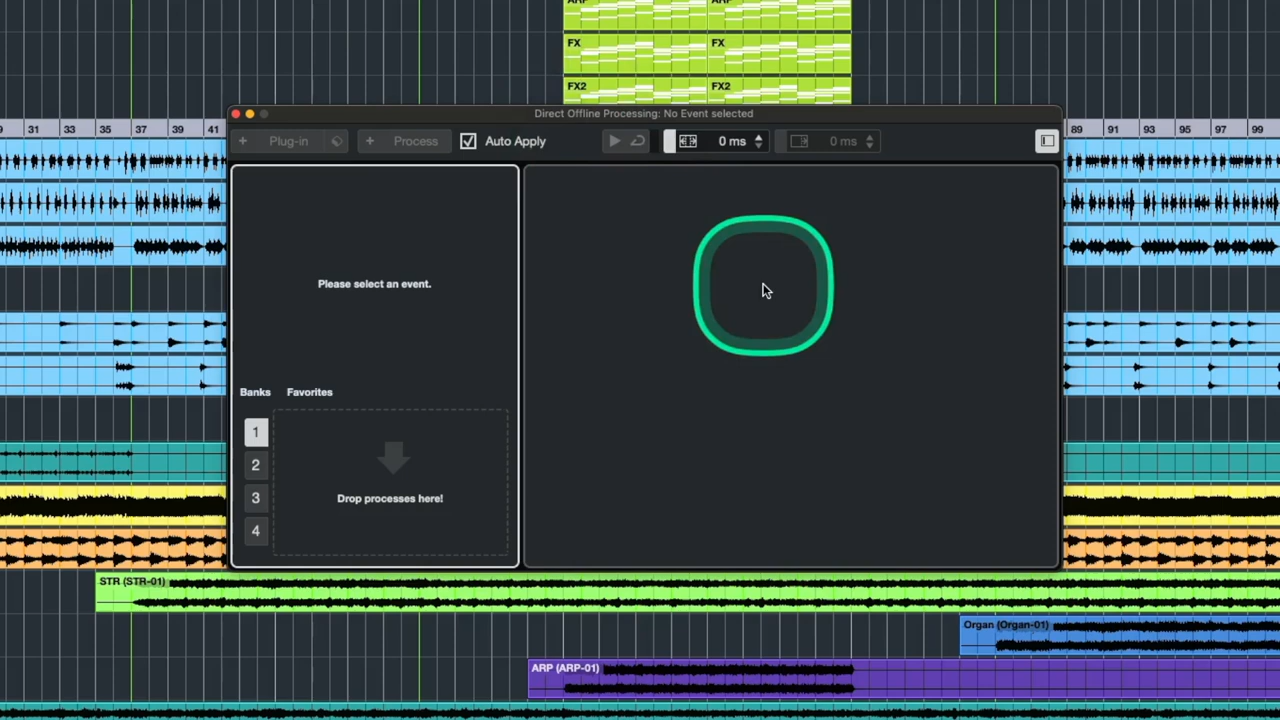 ARP ARP
FX FX
FX2 FX2
Direct Offline Processing: No Event selected
31 33 35 37 39 41
89 91 93 95 97 99
+ Plug-in + Process Auto Apply 0 ms 0 ms
Please select an event.
Banks Favorites
1
2
3
4
Drop processes here!
STR (STR-01)
Organ (Organ-01)
ARP (ARP-01)